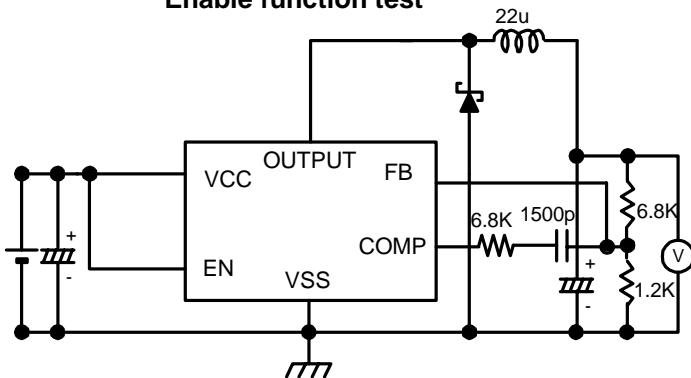 Enable function test
22u
OUTPUT
VCC
FB
6.8K
1500p
6.8K
COMP
+
V
EN
+
-
VSS
-
1.2K